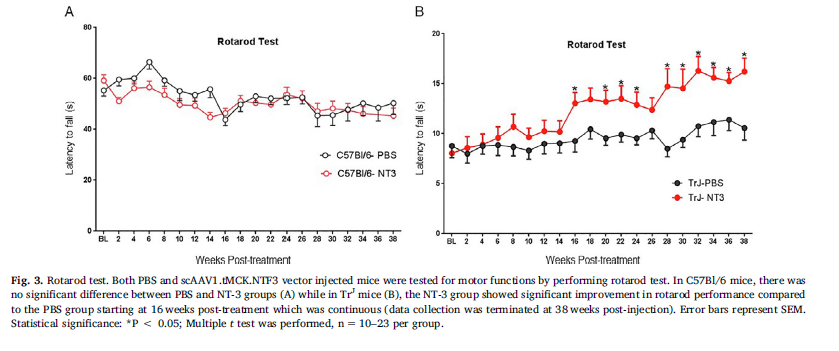 A
B
Rotarod Test
Latency to fall (s)
80
60
40
20
0
C57Bl/6- PBS
C57Bl/6- NT3
BL 2 4 6 8 10 12 14 16 18 20 22 24 26 28 30 32 34 36 38
Weeks Post-treatment
Rotarod Test
Latency to fall (s)
20
15
10
5
0
* * * * * * * * * *
TrJ-PBS
TrJ- NT3
BL 2 4 6 8 10 12 14 16 18 20 22 24 26 28 30 32 34 36 38
Weeks Post-treatment
Fig. 3. Rotarod test. Both PBS and scAAV1.tMCK.NTF3 vector injected mice were tested for motor functions by performing rotarod test. In C57Bl/6 mice, there was
no significant difference between PBS and NT-3 groups (A) while in Trᴶ mice (B), the NT-3 group showed significant improvement in rotarod performance compared
to the PBS group starting at 16 weeks post-treatment which was continuous (data collection was terminated at 38 weeks post-injection). Error bars represent SEM.
Statistical significance: *P < 0.05; Multiple t test was performed, n = 10–23 per group.